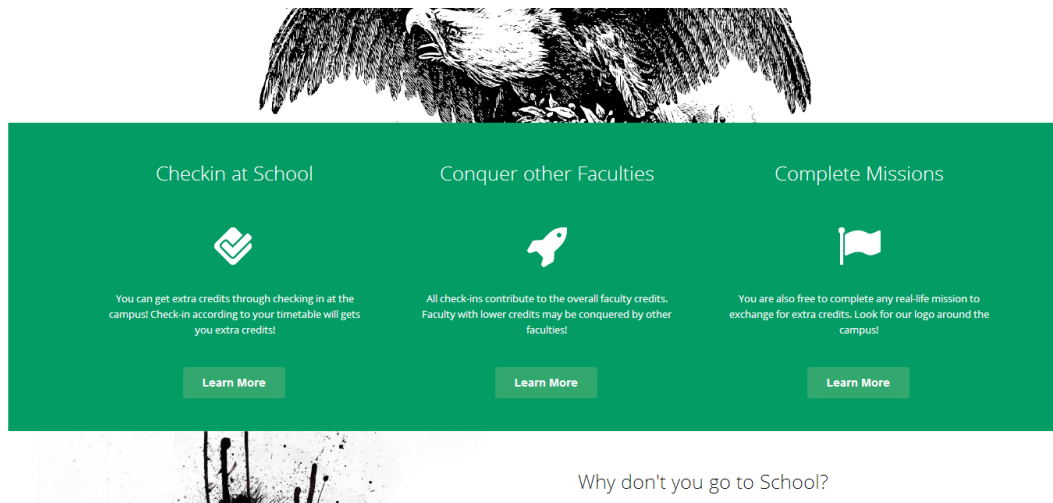 Checkin at School
You can get extra credits through checking in at the
campus! Check-in according to your timetable will gets
you extra credits!
Learn More
Conquer other Faculties
All check-ins contribute to the overall faculty credits.
Faculty with lower credits may be conquered by other
faculties!
Learn More
Complete Missions
You are also free to complete any real-life mission to
exchange for extra credits. Look for our logo around the
campus!
Learn More
Why don't you go to School?